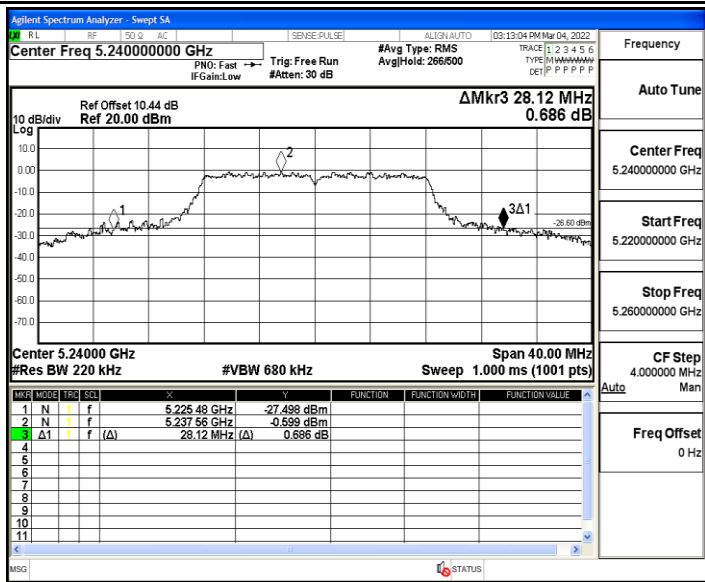 Agilent Spectrum Analyzer - Swept SA
LXI RL RF 50 Ω AC SENSE:PULSE ALIGN AUTO 03:13:04 PM Mar 04, 2022
Center Freq 5.240000000 GHz
PNO: Fast
IFGain:Low
Trig: Free Run
#Atten: 30 dB
#Avg Type: RMS
Avg|Hold: 266/500
TRACE 1 2 3 4 5 6
TYPE M W W W W W
DET P P P P P P
Frequency
Auto Tune
Center Freq
5.240000000 GHz
Start Freq
5.220000000 GHz
Stop Freq
5.260000000 GHz
CF Step
4.000000 MHz
Auto Man
Freq Offset
0 Hz
ΔMkr3 28.12 MHz
0.686 dB
Ref Offset 10.44 dB
10 dB/div Ref 20.00 dBm
Log
10.0
0.00
-10.0
-20.0
-30.0
-40.0
-50.0
-60.0
-70.0
1
2
3Δ1
-26.60 dBm
Center 5.24000 GHz Span 40.00 MHz
#Res BW 220 kHz #VBW 680 kHz Sweep 1.000 ms (1001 pts)
MKR MODE TRC SCL X Y FUNCTION FUNCTION WIDTH FUNCTION VALUE
1 N 1 f 5.225 48 GHz -27.498 dBm
2 N 1 f 5.237 56 GHz -0.599 dBm
3 Δ1 1 f (Δ) 28.12 MHz (Δ) 0.686 dB
4
5
6
7
8
9
10
11
MSG STATUS